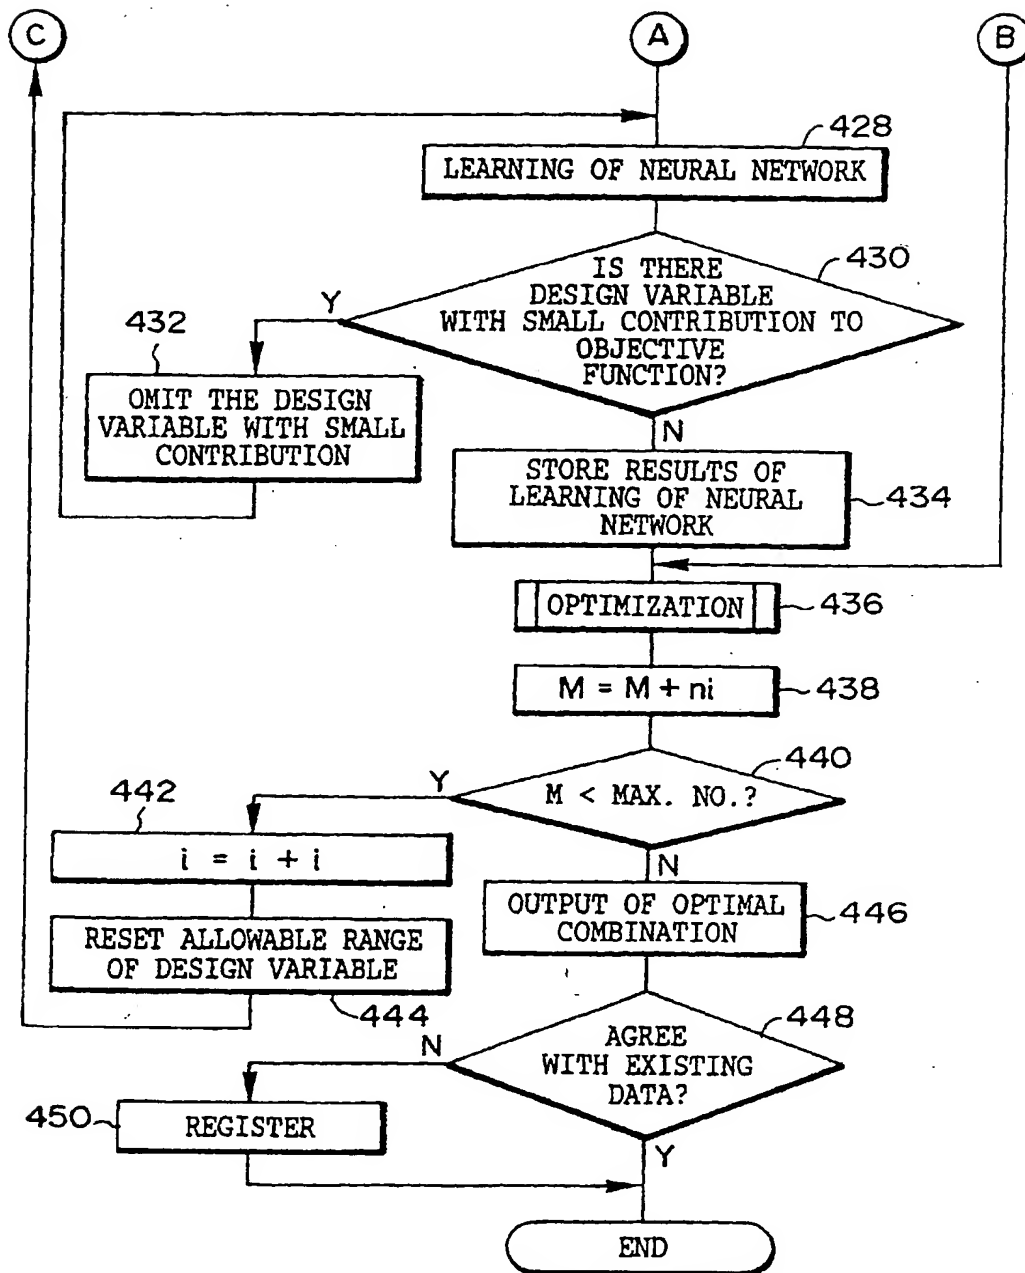 C
A
B
428
LEARNING OF NEURAL NETWORK
430
IS THERE
DESIGN VARIABLE
WITH SMALL CONTRIBUTION TO
OBJECTIVE
FUNCTION?
Y
432
OMIT THE DESIGN
VARIABLE WITH SMALL
CONTRIBUTION
N
STORE RESULTS OF
LEARNING OF NEURAL
NETWORK
434
OPTIMIZATION
436
M = M + ni
438
440
M < MAX. NO.?
Y
442
i = i + i
N
RESET ALLOWABLE RANGE
OF DESIGN VARIABLE
444
OUTPUT OF OPTIMAL
COMBINATION
446
448
AGREE
WITH EXISTING
DATA?
N
450
REGISTER
Y
END